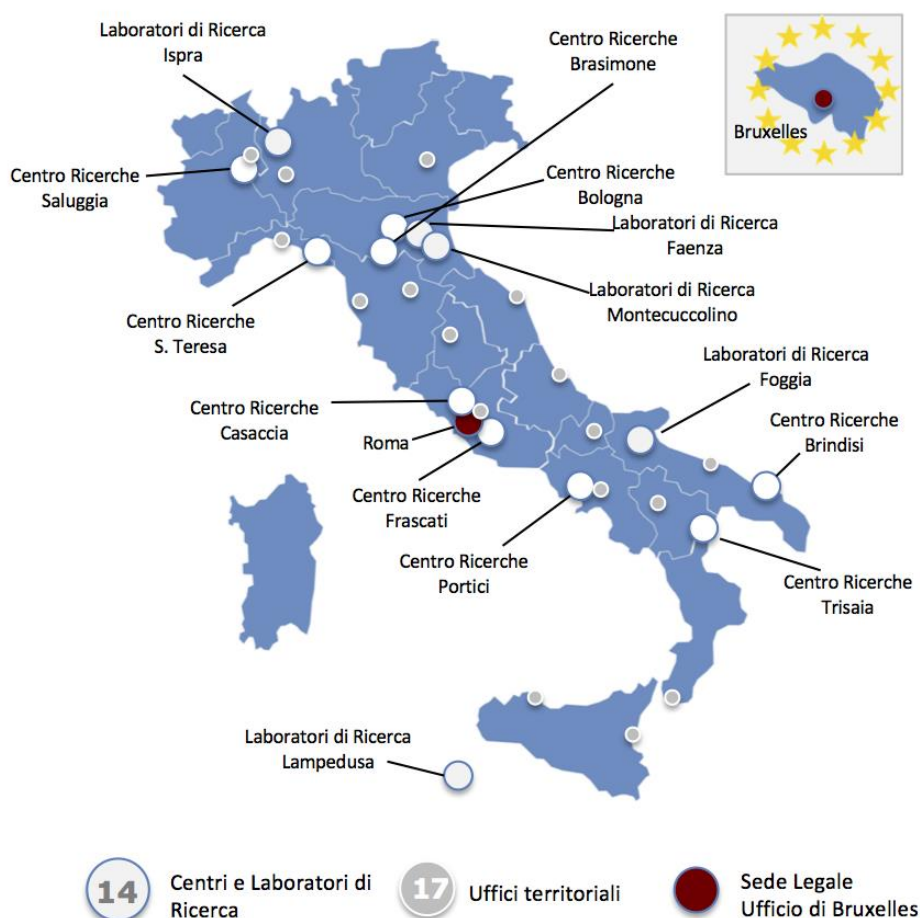 Laboratori di Ricerca
Ispra
Centro Ricerche
Brasimone
Bruxelles
Centro Ricerche
Saluggia
Centro Ricerche
Bologna
Laboratori di Ricerca
Faenza
Laboratori di Ricerca
Montecuccolino
Centro Ricerche
S. Teresa
Laboratori di Ricerca
Foggia
Centro Ricerche
Casaccia
Centro Ricerche
Brindisi
Roma
Centro Ricerche
Frascati
Centro Ricerche
Portici
Centro Ricerche
Trisaia
Laboratori di Ricerca
Lampedusa
14
Centri e Laboratori di
Ricerca
17
Uffici territoriali
Sede Legale
Ufficio di Bruxelles